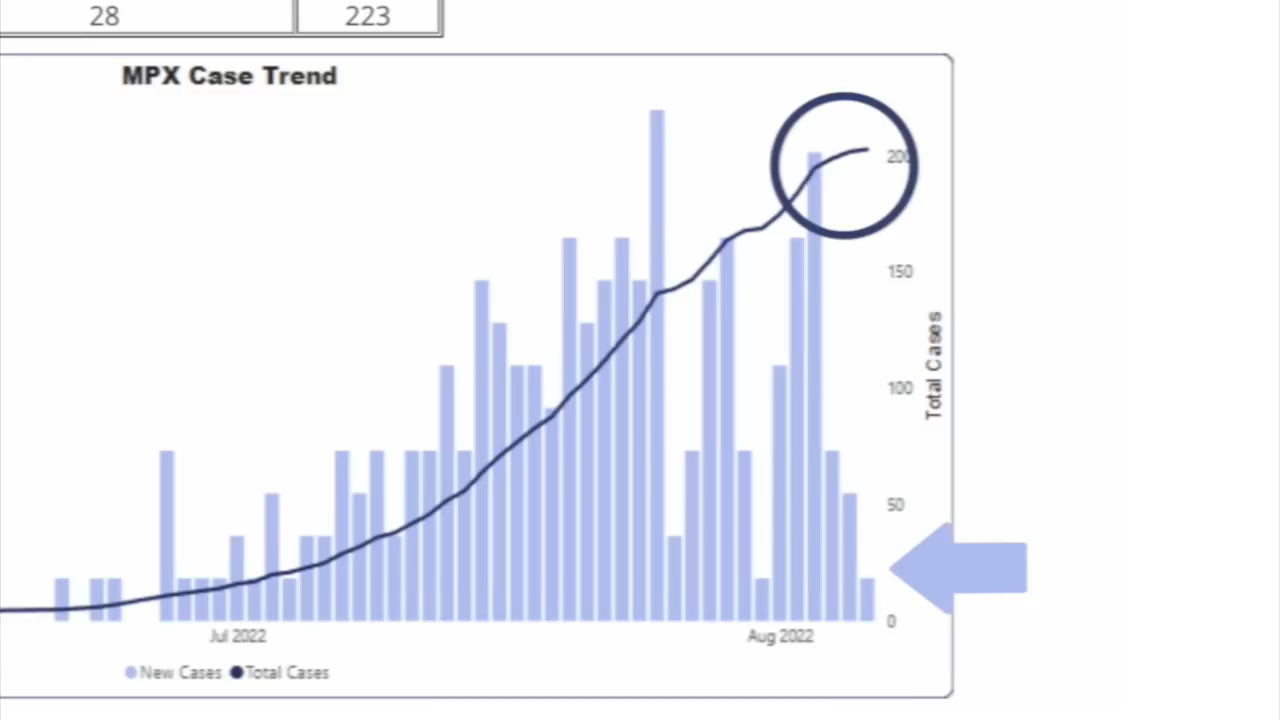 28 223
MPX Case Trend
200
150
100
50
0
Total Cases
Jul 2022 Aug 2022
New Cases Total Cases